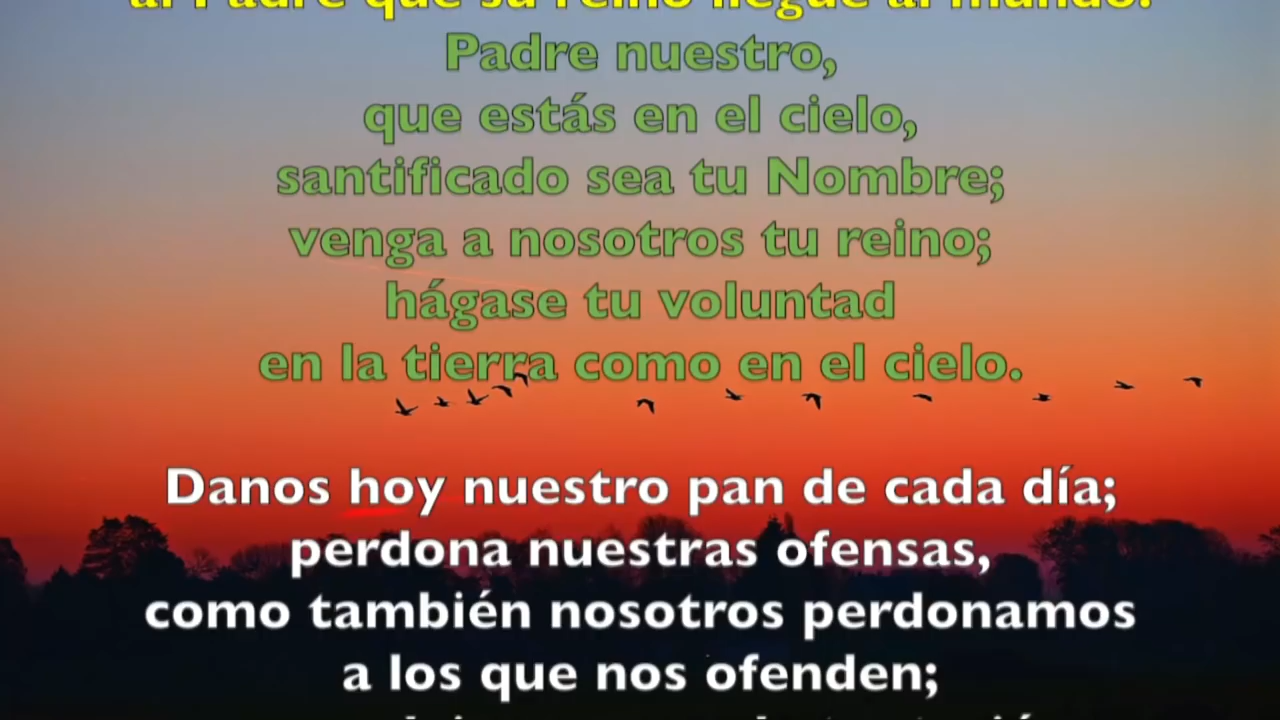 al Padre que su reino llegue al mundo.
Padre nuestro,
que estás en el cielo,
santificado sea tu Nombre;
venga a nosotros tu reino;
hágase tu voluntad
en la tierra como en el cielo.
Danos hoy nuestro pan de cada día;
perdona nuestras ofensas,
como también nosotros perdonamos
a los que nos ofenden;